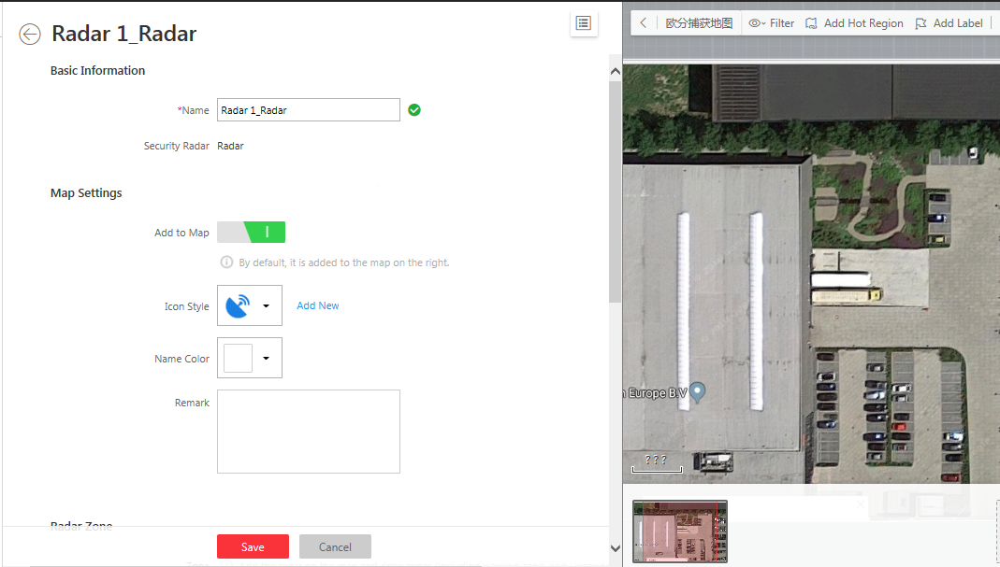 Radar 1_Radar
欧分捕获地图
Filter
Add Hot Region
Add Label
Basic Information
*Name
Radar 1_Radar
Security Radar
Radar
Map Settings
Add to Map
By default, it is added to the map on the right.
Icon Style
Add New
Name Color
Remark
Europe B.V
???
Radar Zone
Save
Cancel